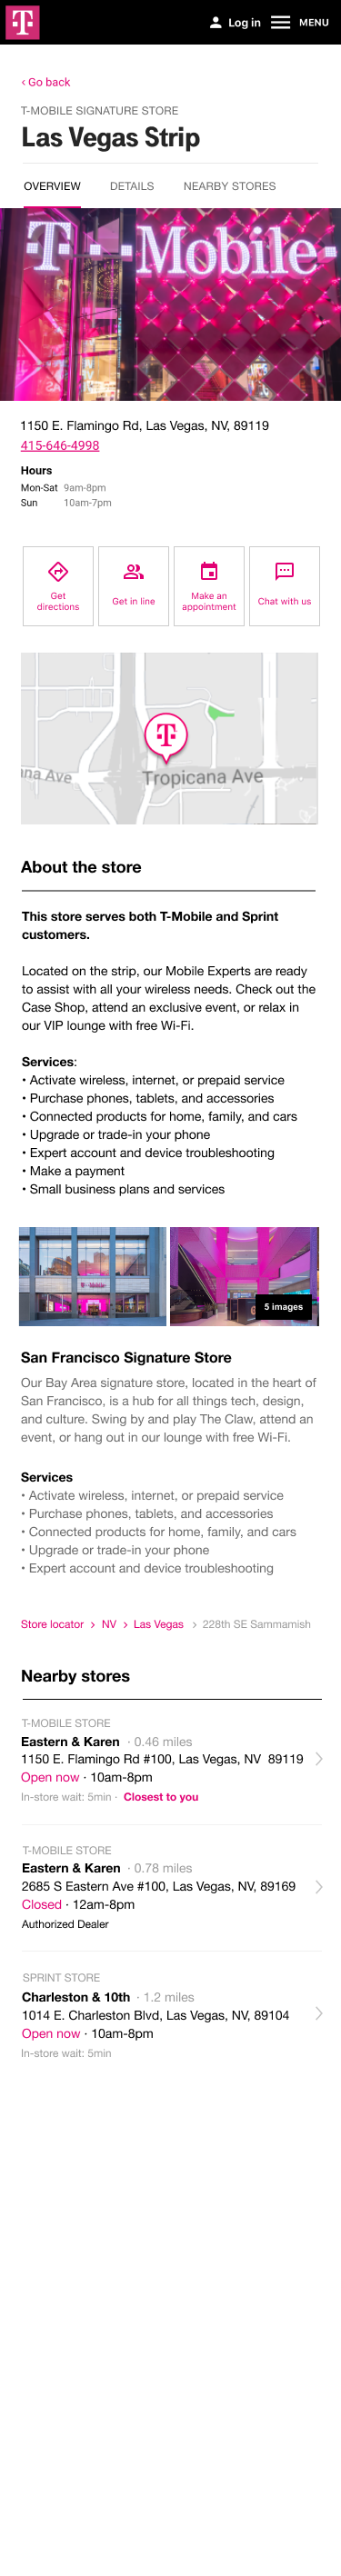 T
Log in
MENU
‹ Go back
T-MOBILE SIGNATURE STORE
Las Vegas Strip
OVERVIEW DETAILS NEARBY STORES
T Mobile
1150 E. Flamingo Rd, Las Vegas, NV, 89119
415-646-4998
Hours
Mon-Sat 9am-8pm
Sun 10am-7pm
Get
directions
Get in line
Make an
appointment
Chat with us
T
na Ave
Tropicana Ave
About the store
This store serves both T-Mobile and Sprint
customers.
Located on the strip, our Mobile Experts are ready
to assist with all your wireless needs. Check out the
Case Shop, attend an exclusive event, or relax in
our VIP lounge with free Wi-Fi.
Services:
• Activate wireless, internet, or prepaid service
• Purchase phones, tablets, and accessories
• Connected products for home, family, and cars
• Upgrade or trade-in your phone
• Expert account and device troubleshooting
• Make a payment
• Small business plans and services
T-Mobile
5 images
San Francisco Signature Store
Our Bay Area signature store, located in the heart of
San Francisco, is a hub for all things tech, design,
and culture. Swing by and play The Claw, attend an
event, or hang out in our lounge with free Wi-Fi.
Services
• Activate wireless, internet, or prepaid service
• Purchase phones, tablets, and accessories
• Connected products for home, family, and cars
• Upgrade or trade-in your phone
• Expert account and device troubleshooting
Store locator > NV > Las Vegas > 228th SE Sammamish
Nearby stores
T-MOBILE STORE
Eastern & Karen · 0.46 miles
1150 E. Flamingo Rd #100, Las Vegas, NV 89119
Open now · 10am-8pm
In-store wait: 5min · Closest to you
T-MOBILE STORE
Eastern & Karen · 0.78 miles
2685 S Eastern Ave #100, Las Vegas, NV, 89169
Closed · 12am-8pm
Authorized Dealer
SPRINT STORE
Charleston & 10th · 1.2 miles
1014 E. Charleston Blvd, Las Vegas, NV, 89104
Open now · 10am-8pm
In-store wait: 5min